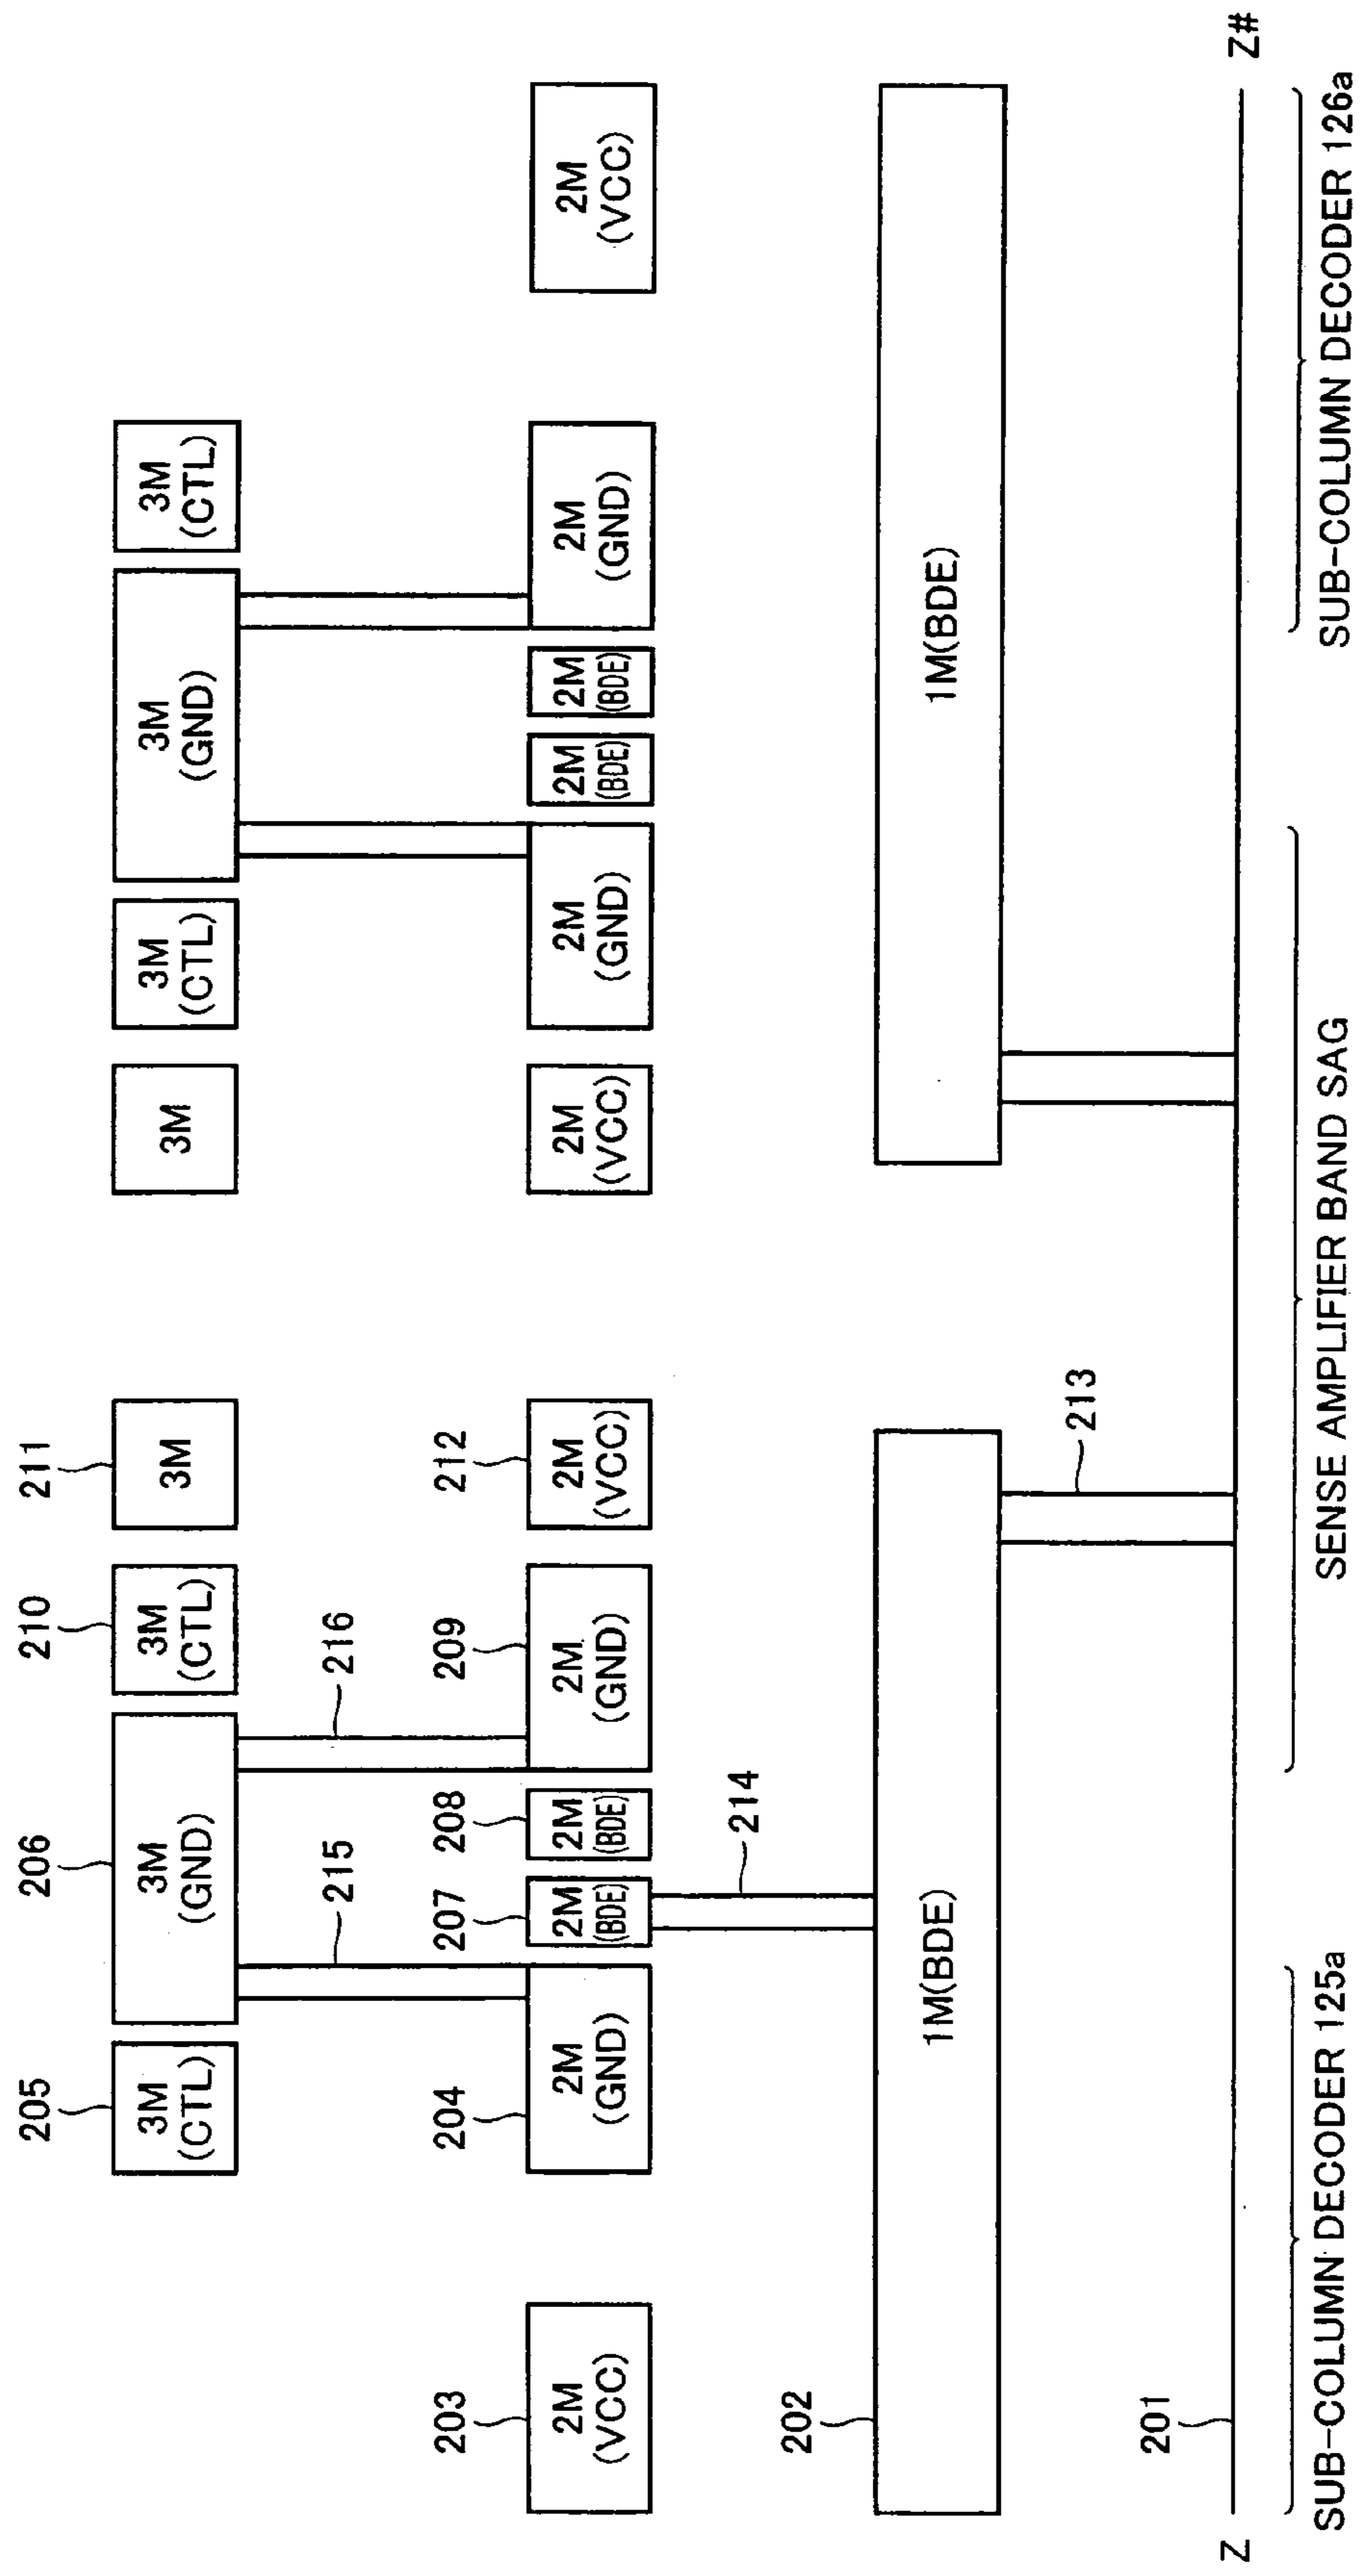 205
206
210
211
3M
(CTL)
3M
(GND)
3M
(CTL)
3M
3M
3M
(CTL)
3M
(GND)
3M
(CTL)
215
216
203
204
207
208
209
212
2M
(VCC)
2M
(GND)
2M
(BDE)
2M
(BDE)
2M
(GND)
2M
(VCC)
2M
(VCC)
2M
(GND)
2M
(BDE)
2M
(BDE)
2M
(GND)
2M
(VCC)
214
202
1M(BDE)
1M(BDE)
213
201
Z
Z#
SUB-COLUMN DECODER 125a
SENSE AMPLIFIER BAND SAG
SUB-COLUMN DECODER 126a